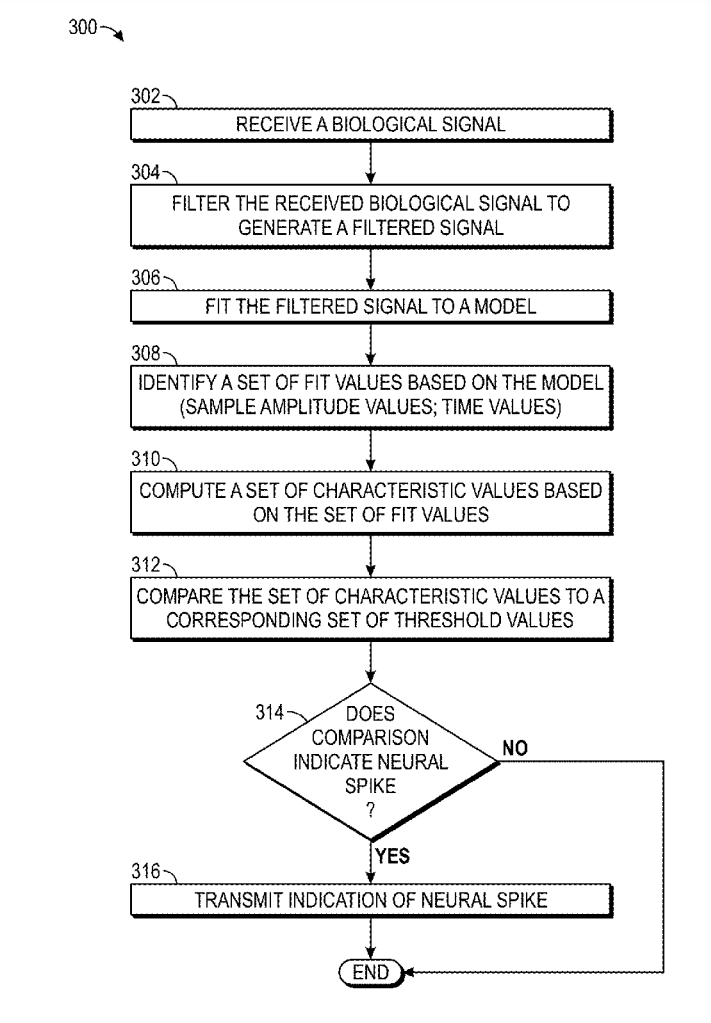 300
302
RECEIVE A BIOLOGICAL SIGNAL
304
FILTER THE RECEIVED BIOLOGICAL SIGNAL TO
GENERATE A FILTERED SIGNAL
306
FIT THE FILTERED SIGNAL TO A MODEL
308
IDENTIFY A SET OF FIT VALUES BASED ON THE MODEL
(SAMPLE AMPLITUDE VALUES; TIME VALUES)
310
COMPUTE A SET OF CHARACTERISTIC VALUES BASED
ON THE SET OF FIT VALUES
312
COMPARE THE SET OF CHARACTERISTIC VALUES TO A
CORRESPONDING SET OF THRESHOLD VALUES
314
DOES
COMPARISON
INDICATE NEURAL
SPIKE
?
NO
YES
316
TRANSMIT INDICATION OF NEURAL SPIKE
END